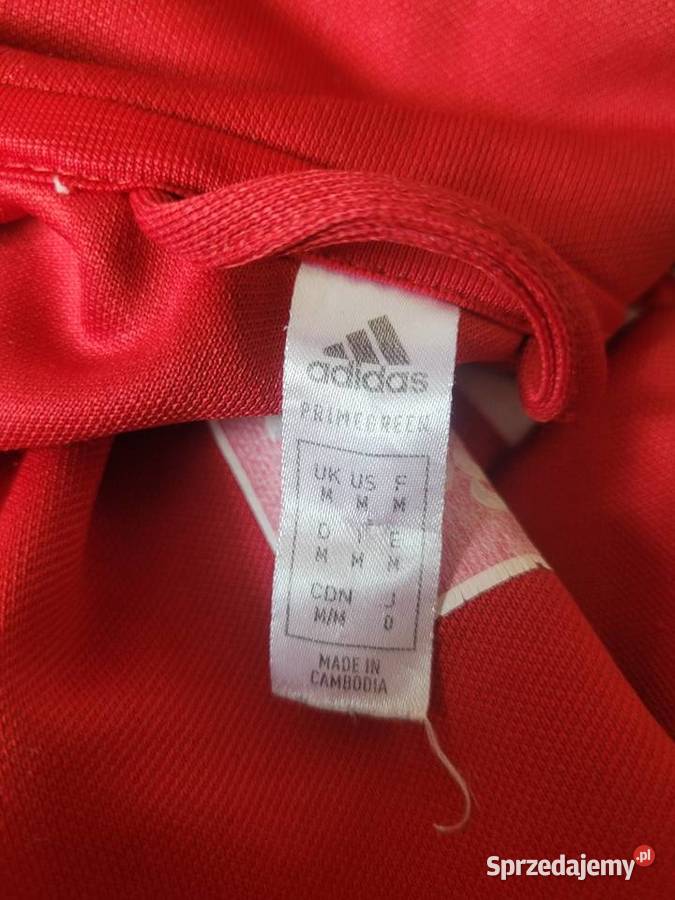 adidas
PRIMEGREEN
UK US F
M M M
D I E
M M M
CDN J
M/M O
MADE IN
CAMBODIA
Sprzedajemy.pl